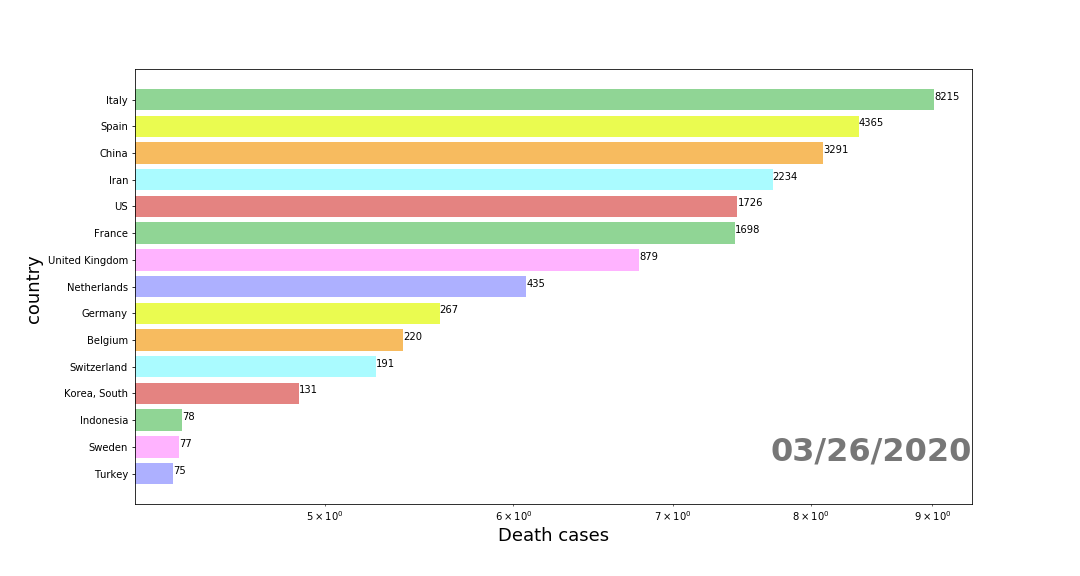 Italy 8215
Spain 4365
China 3291
Iran 2234
US 1726
France 1698
United Kingdom 879
Netherlands 435
Germany 267
Belgium 220
Switzerland 191
Korea, South 131
Indonesia 78
Sweden 77
Turkey 75
country
03/26/2020
5 × 10⁰ 6 × 10⁰ 7 × 10⁰ 8 × 10⁰ 9 × 10⁰
Death cases